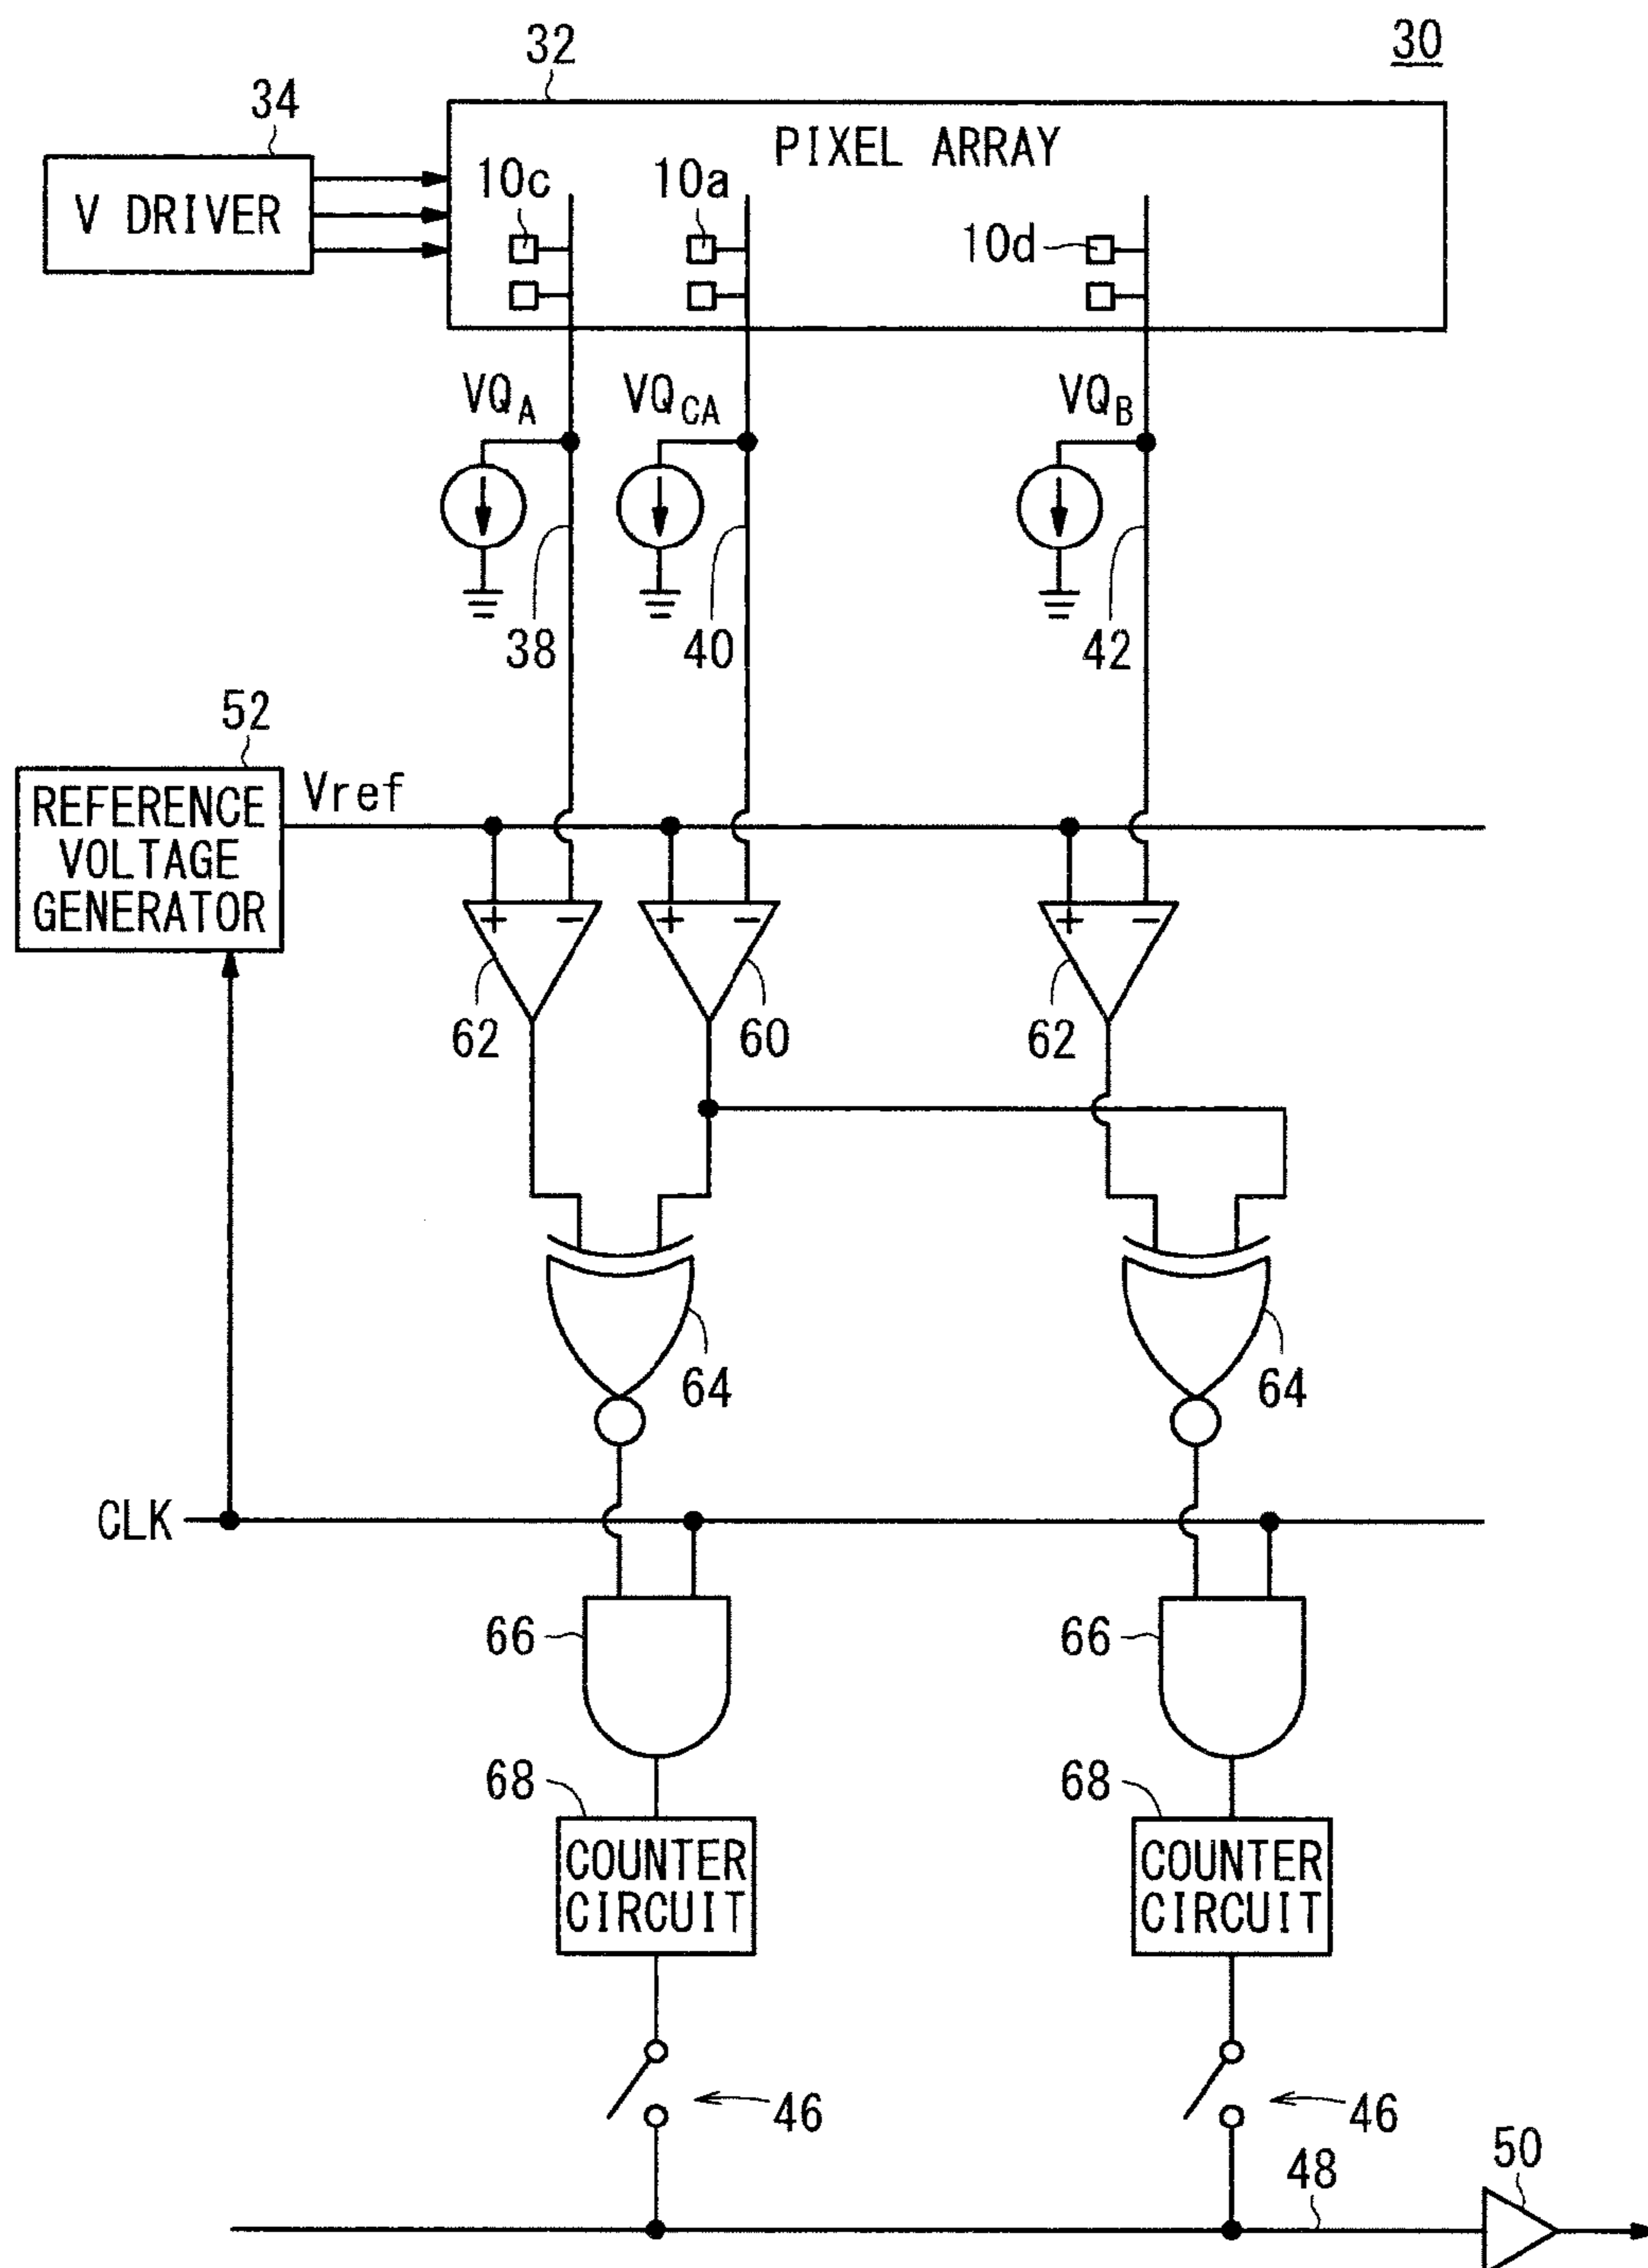 30
32
34
PIXEL ARRAY
V DRIVER
10c
10a
10d
VQA
VQCA
VQB
38
40
42
52
REFERENCE
VOLTAGE
GENERATOR
Vref
+ −
+ −
+ −
62
60
62
64
64
CLK
66
66
68
68
COUNTER
CIRCUIT
COUNTER
CIRCUIT
46
46
48
50